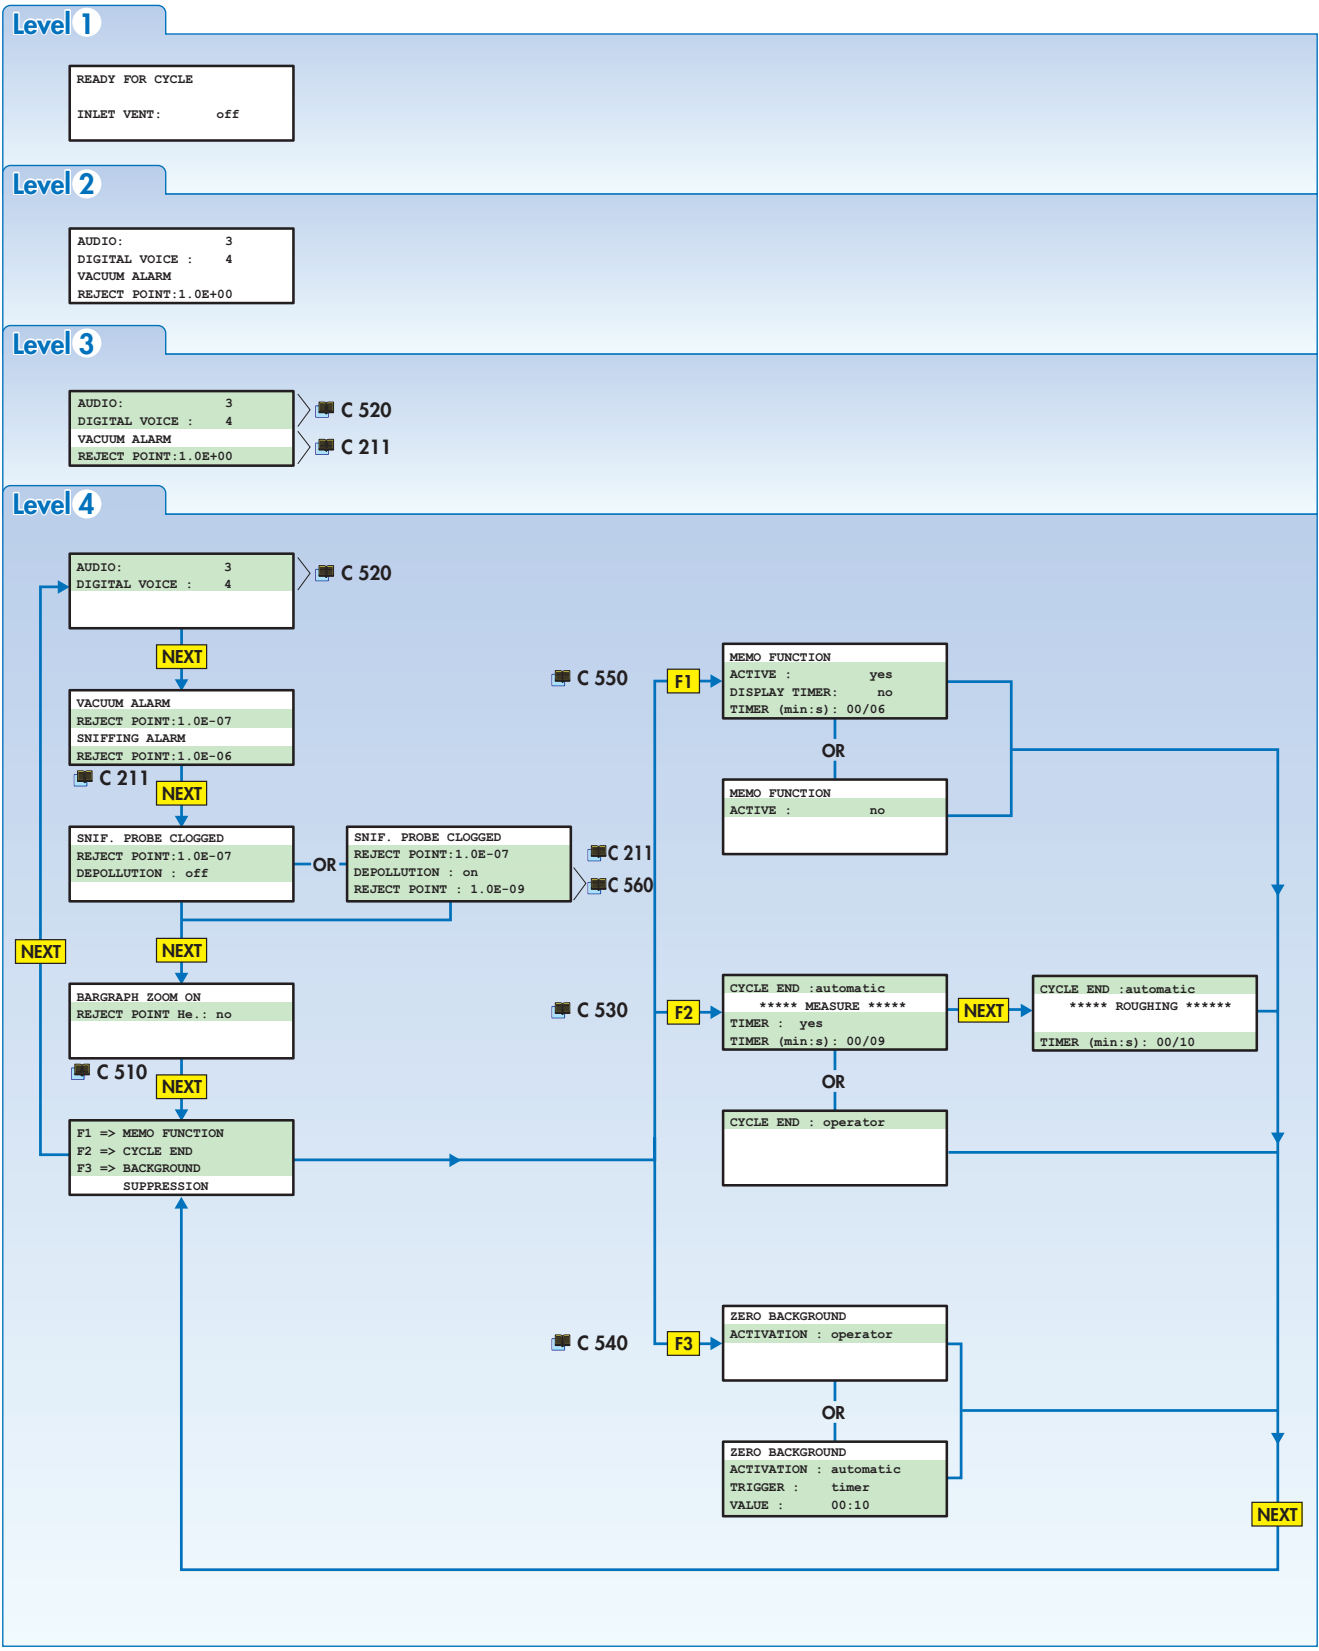 Level 1
READY FOR CYCLE
INLET VENT: off
Level 2
AUDIO: 3
DIGITAL VOICE : 4
VACUUM ALARM
REJECT POINT:1.0E+00
Level 3
AUDIO: 3
DIGITAL VOICE : 4
VACUUM ALARM
REJECT POINT:1.0E+00
C 520
C 211
Level 4
AUDIO: 3
DIGITAL VOICE : 4
C 520
NEXT
VACUUM ALARM
REJECT POINT:1.0E-07
SNIFFING ALARM
REJECT POINT:1.0E-06
C 211
NEXT
SNIF. PROBE CLOGGED
REJECT POINT:1.0E-07
DEPOLLUTION : off
OR
SNIF. PROBE CLOGGED
REJECT POINT:1.0E-07
DEPOLLUTION : on
REJECT POINT : 1.0E-09
C 211
C 560
NEXT
NEXT
BARGRAPH ZOOM ON
REJECT POINT He.: no
C 510
NEXT
F1 => MEMO FUNCTION
F2 => CYCLE END
F3 => BACKGROUND
SUPPRESSION
C 550
F1
MEMO FUNCTION
ACTIVE : yes
DISPLAY TIMER: no
TIMER (min:s): 00/06
OR
MEMO FUNCTION
ACTIVE : no
C 530
F2
CYCLE END :automatic
***** MEASURE *****
TIMER : yes
TIMER (min:s): 00/09
NEXT
CYCLE END :automatic
***** ROUGHING ******
TIMER (min:s): 00/10
OR
CYCLE END : operator
C 540
F3
ZERO BACKGROUND
ACTIVATION : operator
OR
ZERO BACKGROUND
ACTIVATION : automatic
TRIGGER : timer
VALUE : 00:10
NEXT